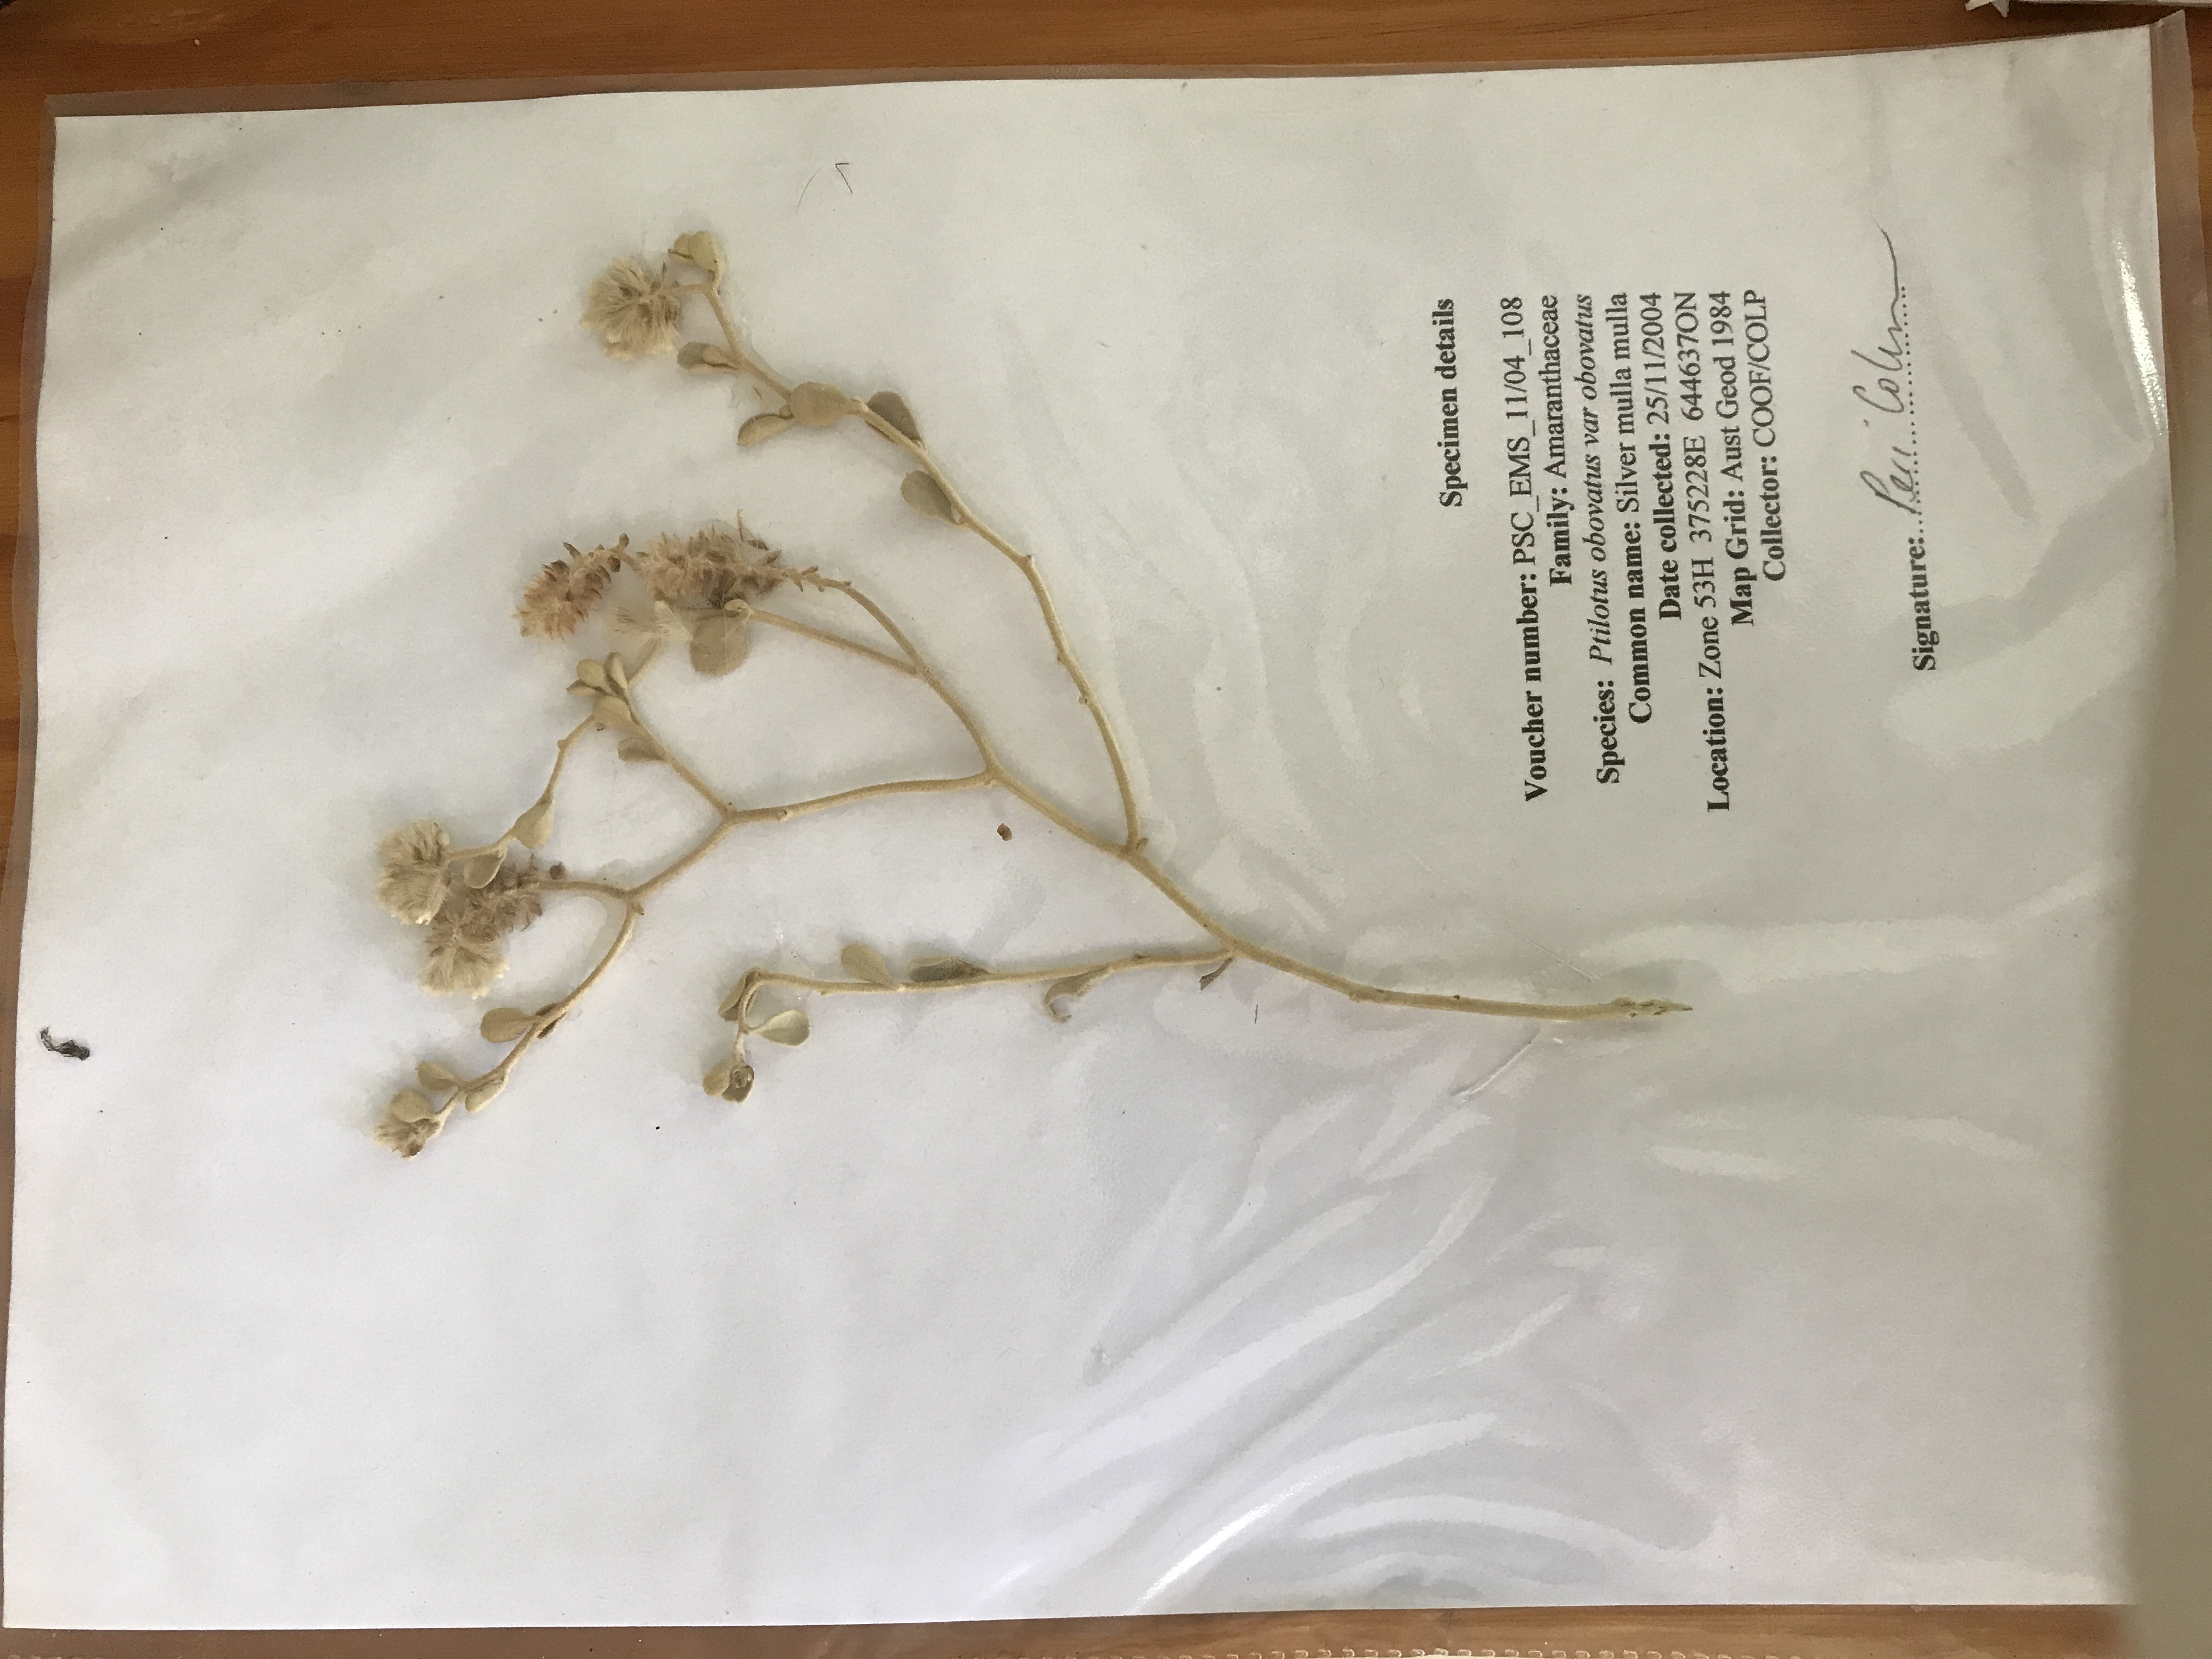 Specimen details
Voucher number: PSC_EMS_11/04_108
Family: Amaranthaceae
Species: Ptilotus obovatus var obovatus
Common name: Silver mulla mulla
Date collected: 25/11/2004
Location: Zone 53H 375228E 644637ON
Map Grid: Aust Geod 1984
Collector: COOF/COLP
Signature: Peri Coleman